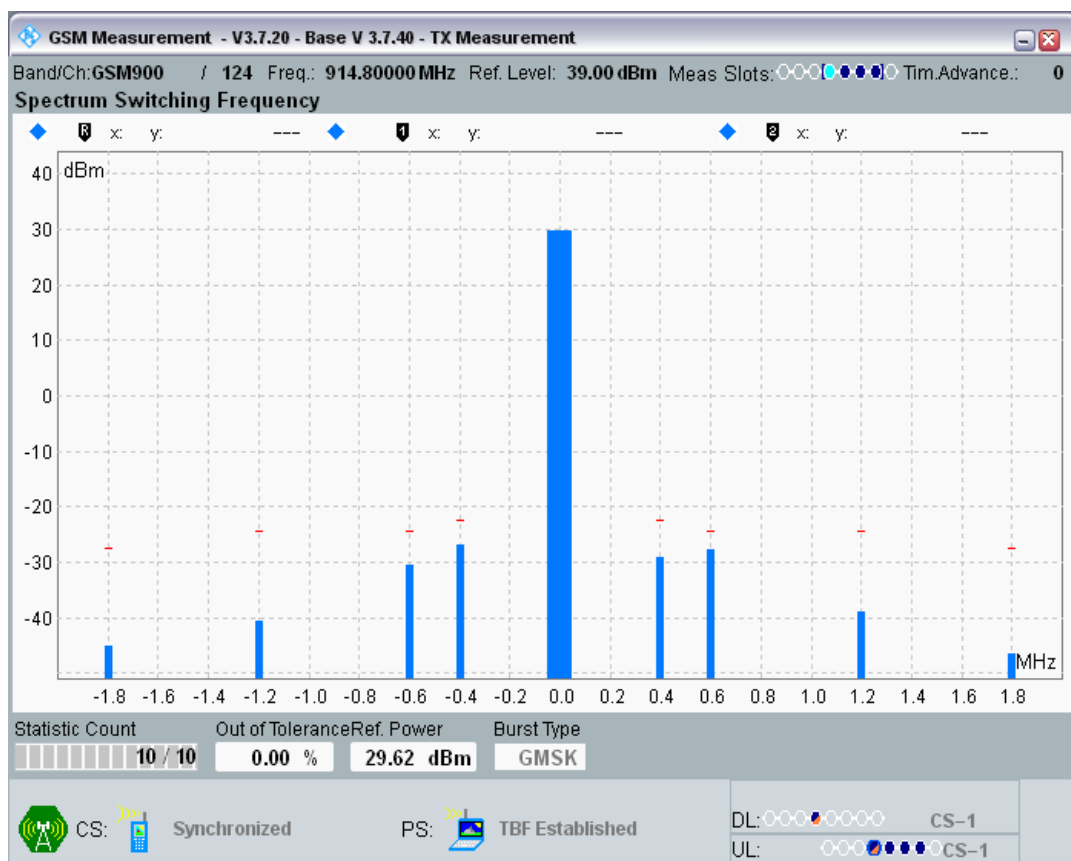 GSM Measurement - V3.7.20 - Base V 3.7.40 - TX Measurement
Band/Ch:GSM900 / 124 Freq.: 914.80000 MHz Ref. Level: 39.00 dBm Meas Slots: Tim.Advance.: 0
Spectrum Switching Frequency
R x: y: --- 1 x: y: --- 2 x: y: ---
dBm
40
30
20
10
0
-10
-20
-30
-40
MHz
-1.8 -1.6 -1.4 -1.2 -1.0 -0.8 -0.6 -0.4 -0.2 0.0 0.2 0.4 0.6 0.8 1.0 1.2 1.4 1.6 1.8
Statistic Count Out of Tolerance Ref. Power Burst Type
10 / 10 0.00 % 29.62 dBm GMSK
CS: Synchronized PS: TBF Established
DL: CS-1
UL: CS-1